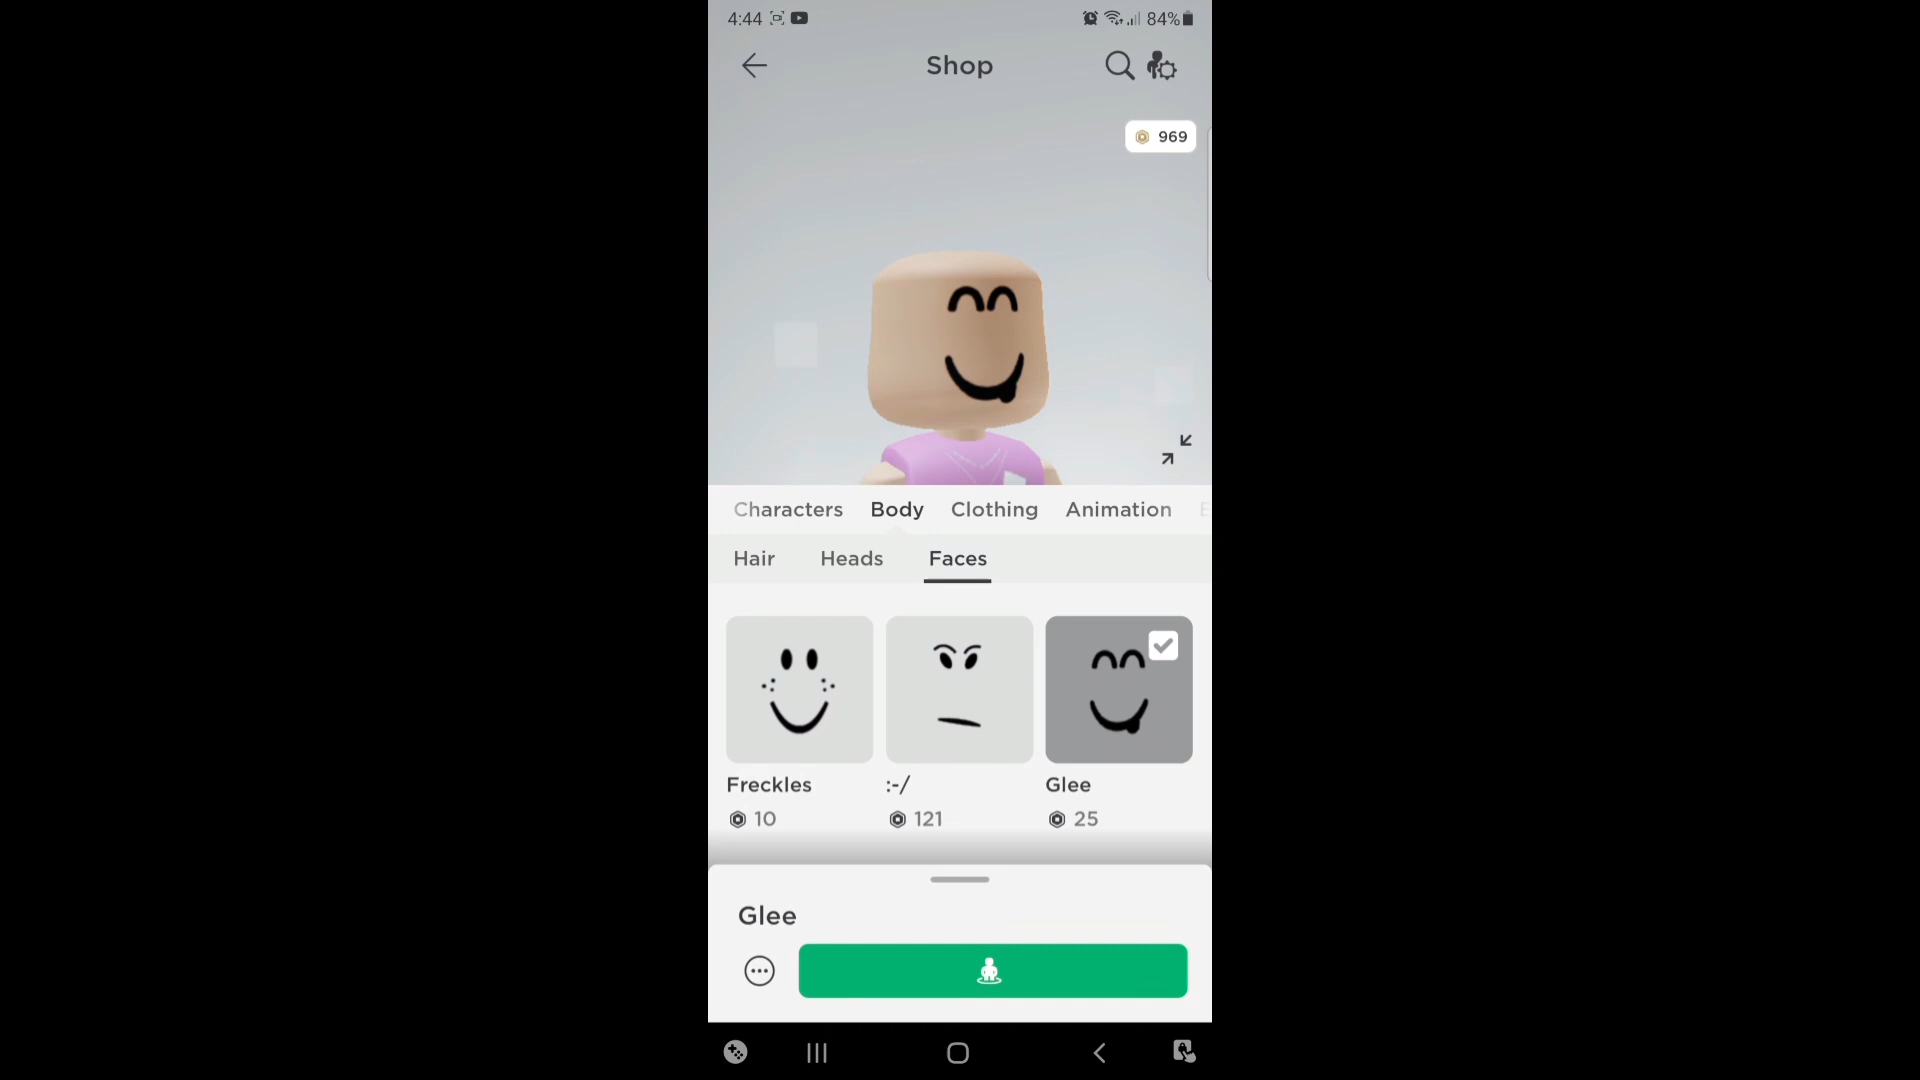 4:44 84%
Shop
969
Characters Body Clothing Animation
Hair Heads Faces
Freckles :-/ Glee
10 121 25
Glee